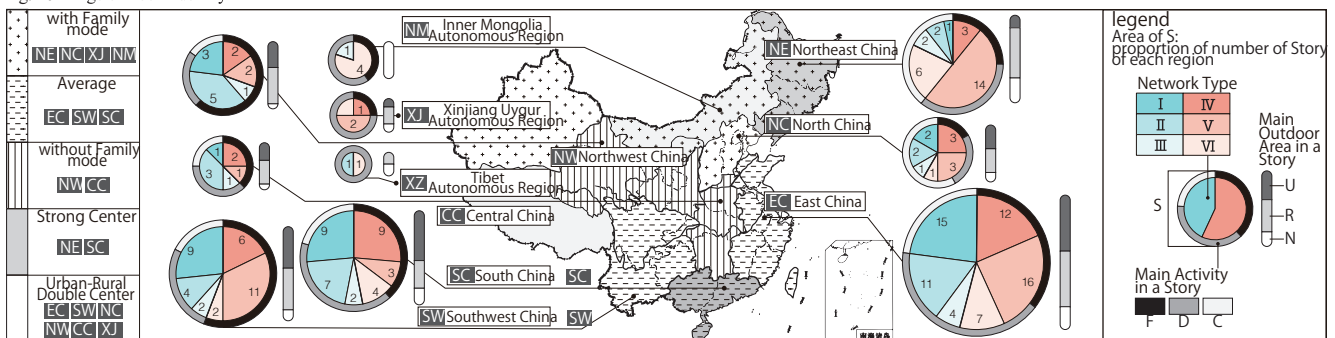 with Family
mode
NE NC XJ NM
Average
EC SW SC
without Family
mode
NW CC
Strong Center
NE SC
Urban-Rural
Double Center
EC SW NC
NW CC XJ
3 2 2 1 5
1 4
1 2
1 2 3 1 1
1 1
9 6 4 11 2 2
9 9 7 3 2 4
NM Inner Mongolia
Autonomous Region
XJ Xinjiang Uygur
Autonomous Region
NW Northwest China
XZ Tibet
Autonomous Region
CC Central China
SC South China SC
SW Southwest China SW
NE Northeast China
NC North China
EC East China
南海诸岛
2 1 3 2 6 14
2 3 2 3 1 1
15 12 11 16 4 7
legend
Area of S:
proportion of number of Story
of each region
Network Type
I IV
II V
III VI
Main
Outdoor
Area in a
Story
S
U
R
N
Main Activity
in a Story
F D C